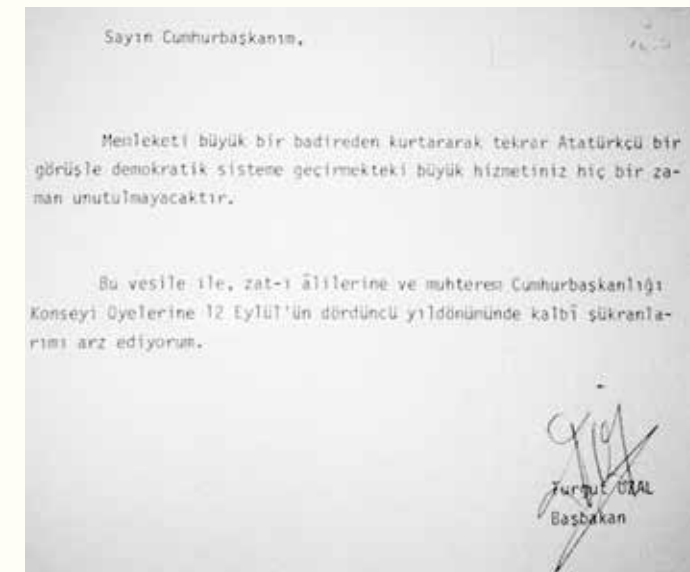 Sayın Cumhurbaşkanım,
Memleketi büyük bir badireden kurtararak tekrar Atatürkçü bir
görüşle demokratik sisteme geçirmekteki büyük hizmetiniz hiç bir za-
man unutulmayacaktır.
Bu vesile ile, zat-ı âlilerine ve muhterem Cumhurbaşkanlığı
Konseyi Üyelerine 12 Eylül'ün dördüncü yıldönümünde kalbî şükranla-
rımı arz ediyorum.
Turgut ÖZAL
Başbakan